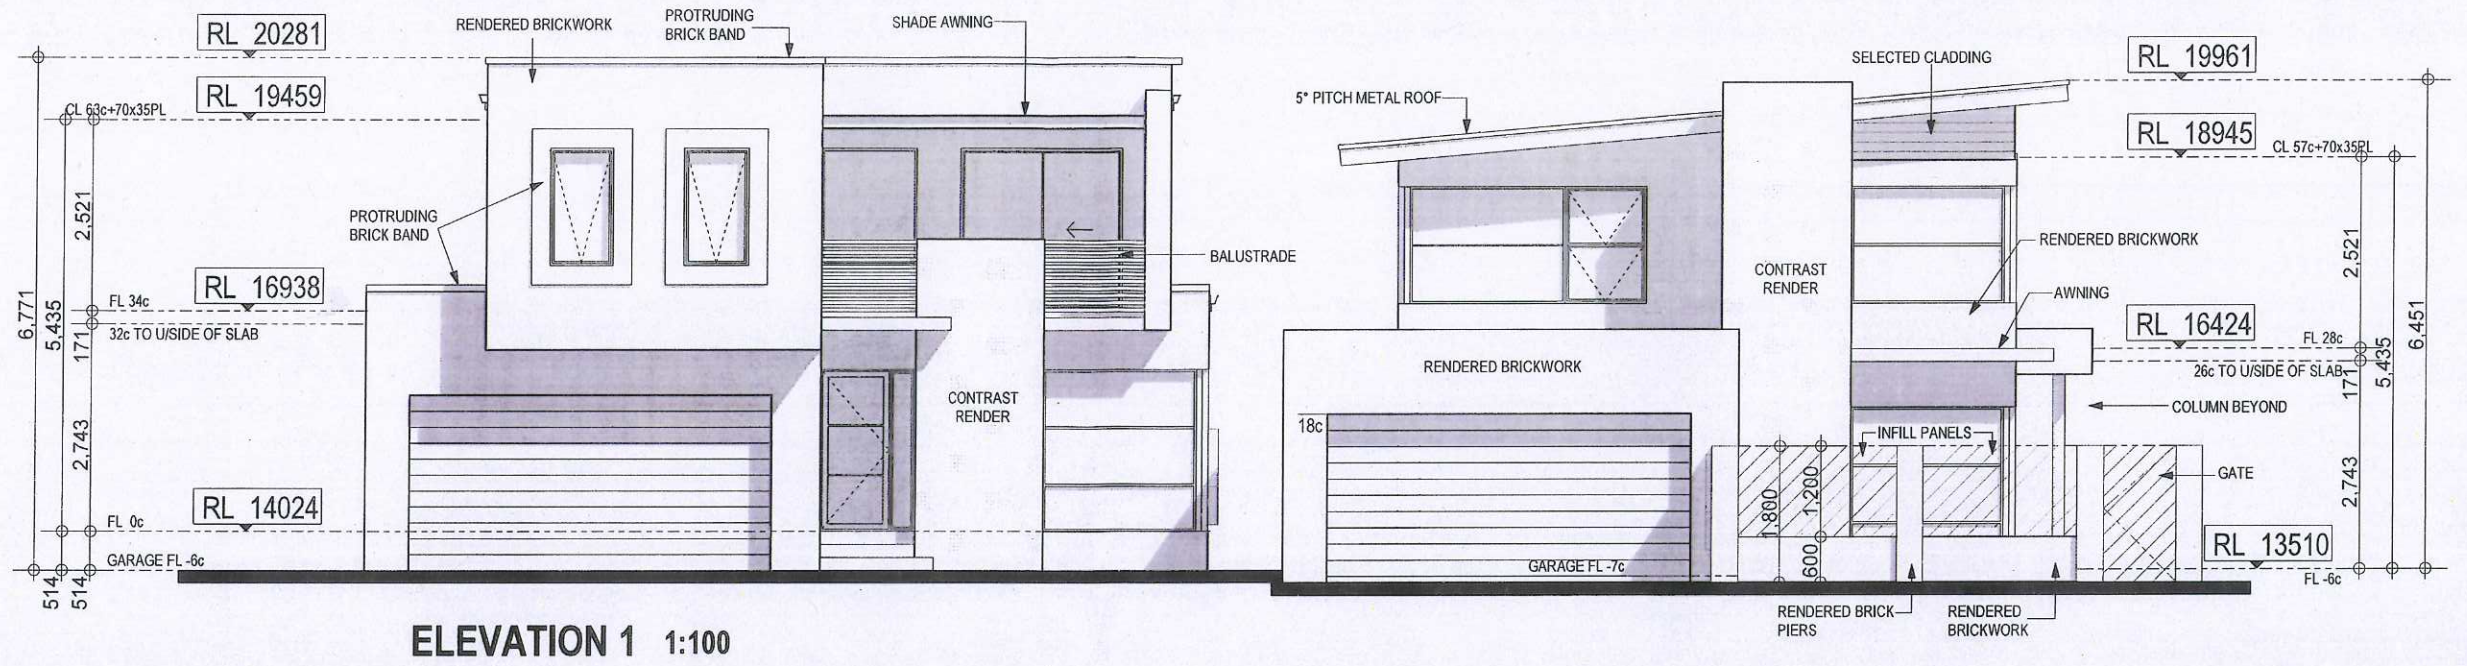 RENDERED BRICKWORK
PROTRUDING
BRICK BAND
SHADE AWNING
RL 20281
RL 19459
CL 63c+70x35PL
PROTRUDING
BRICK BAND
RL 16938
FL 34c
32c TO U/SIDE OF SLAB
BALUSTRADE
CONTRAST
RENDER
RL 14024
FL 0c
GARAGE FL -6c
6,771
5,435
2,521
171
2,743
514
514
ELEVATION 1 1:100
5° PITCH METAL ROOF
SELECTED CLADDING
RL 19961
RL 18945
CL 57c+70x35PL
CONTRAST
RENDER
RENDERED BRICKWORK
AWNING
RL 16424
FL 28c
26c TO U/SIDE OF SLAB
RENDERED BRICKWORK
COLUMN BEYOND
18c
INFILL PANELS
GATE
1,800
1,200
600
GARAGE FL -7c
RL 13510
FL -6c
RENDERED BRICK
PIERS
RENDERED
BRICKWORK
2,521
171
2,743
5,435
6,451